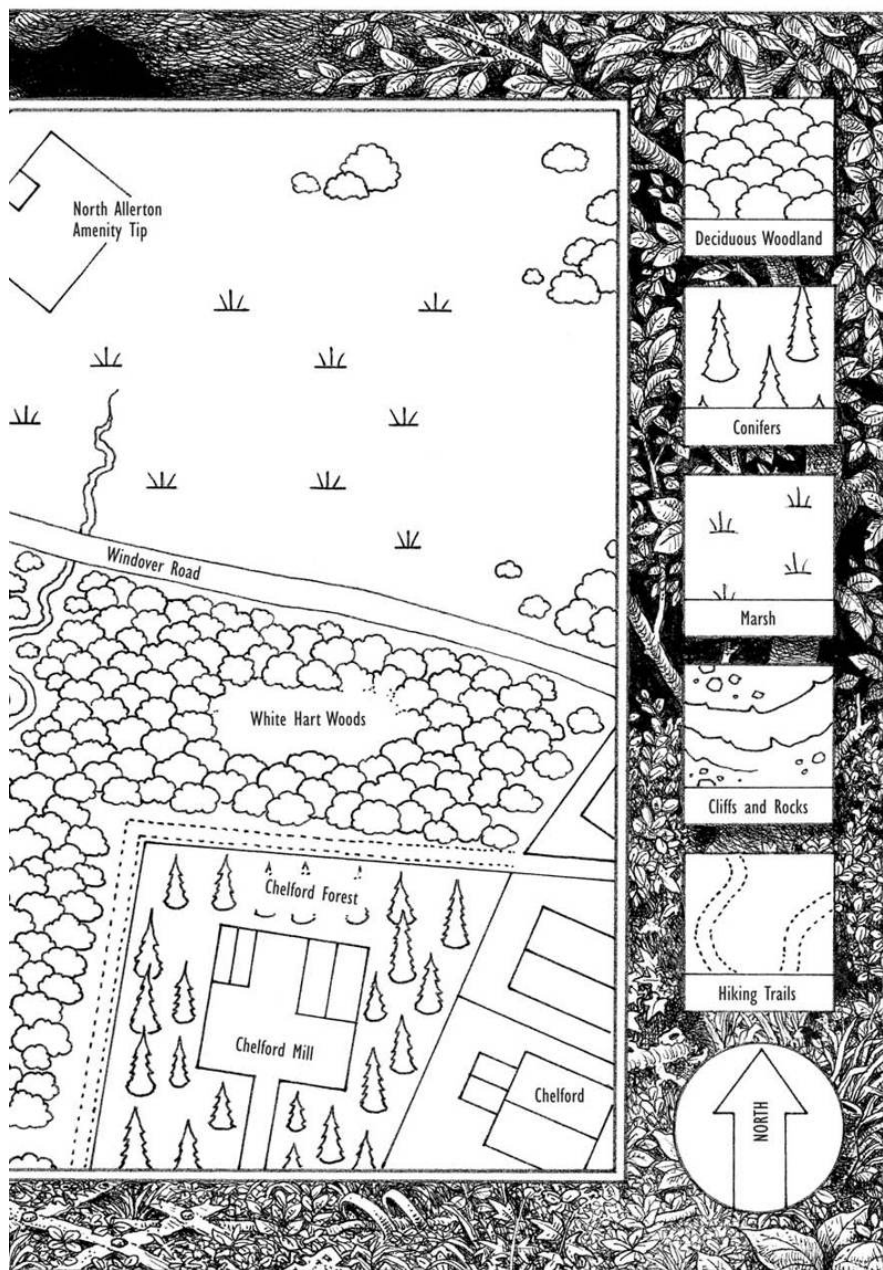 North Allerton
Amenity Tip
Windover Road
White Hart Woods
Chelford Forest
Chelford Mill
Chelford
Deciduous Woodland
Conifers
Marsh
Cliffs and Rocks
Hiking Trails
NORTH